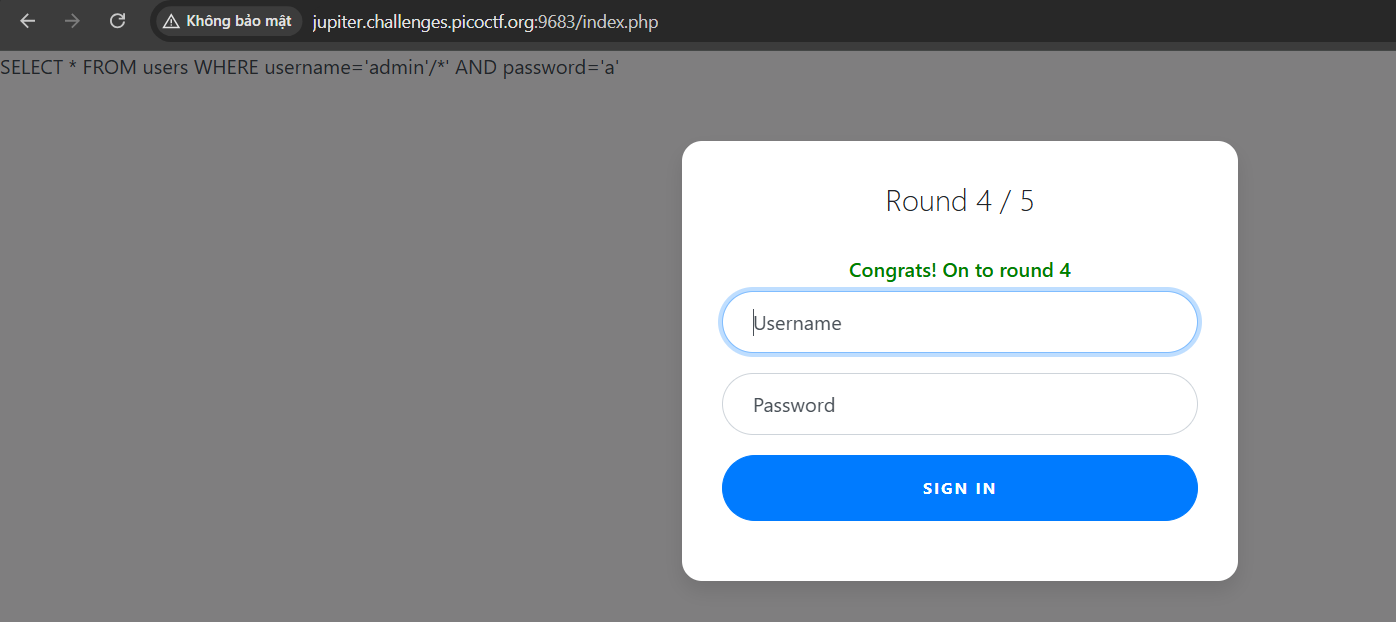 Không bảo mật jupiter.challenges.picoctf.org:9683/index.php
SELECT * FROM users WHERE username='admin'/*' AND password='a'
Round 4 / 5
Congrats! On to round 4
Username
Password
SIGN IN